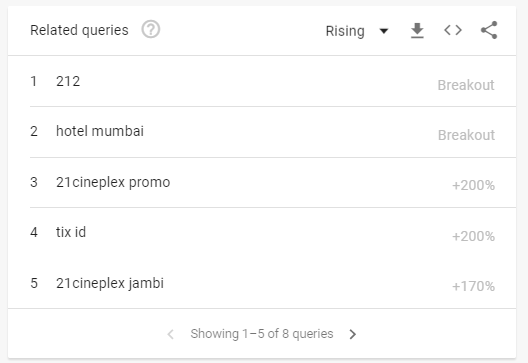 Related queries ? Rising
1 212 Breakout
2 hotel mumbai Breakout
3 21cineplex promo +200%
4 tix id +200%
5 21cineplex jambi +170%
Showing 1–5 of 8 queries